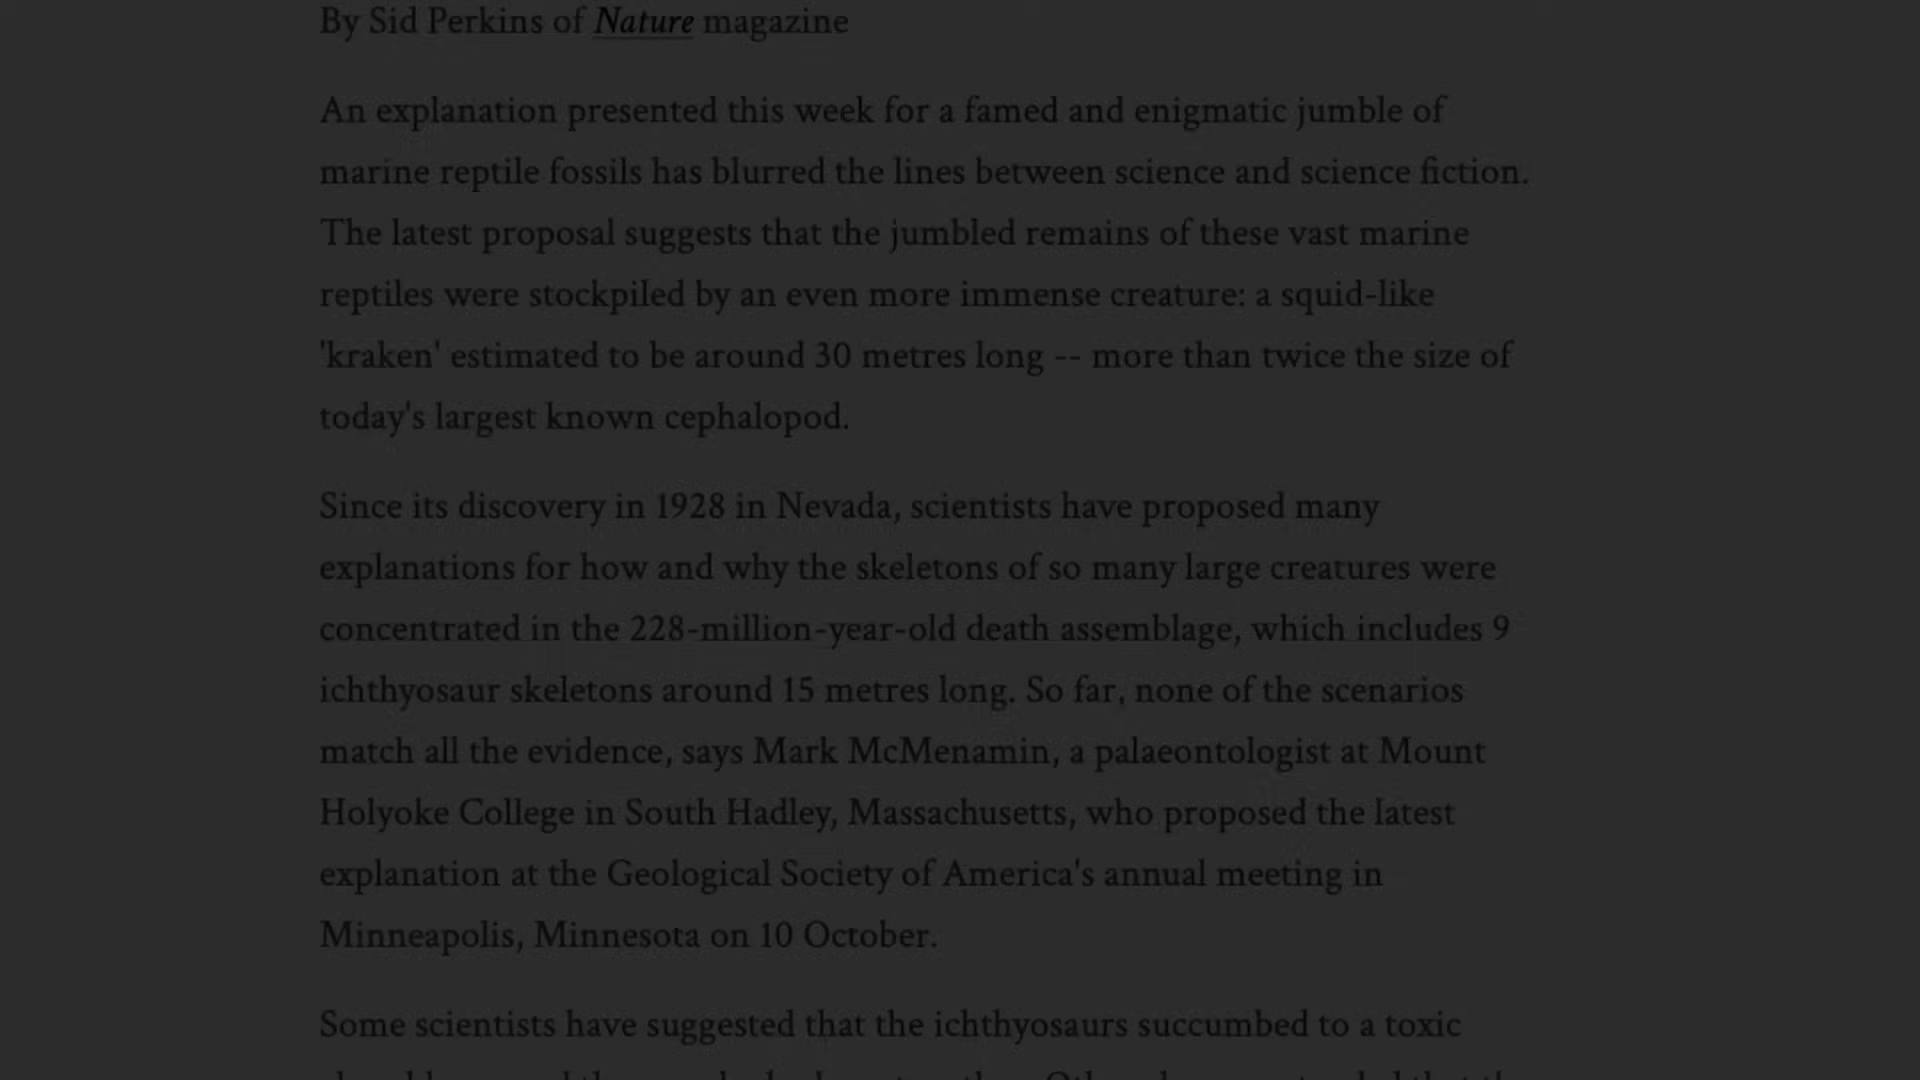 By Sid Perkins of Nature magazine
An explanation presented this week for a famed and enigmatic jumble of
marine reptile fossils has blurred the lines between science and science fiction.
The latest proposal suggests that the jumbled remains of these vast marine
reptiles were stockpiled by an even more immense creature: a squid-like
'kraken' estimated to be around 30 metres long -- more than twice the size of
today's largest known cephalopod.
Since its discovery in 1928 in Nevada, scientists have proposed many
explanations for how and why the skeletons of so many large creatures were
concentrated in the 228-million-year-old death assemblage, which includes 9
ichthyosaur skeletons around 15 metres long. So far, none of the scenarios
match all the evidence, says Mark McMenamin, a palaeontologist at Mount
Holyoke College in South Hadley, Massachusetts, who proposed the latest
explanation at the Geological Society of America's annual meeting in
Minneapolis, Minnesota on 10 October.
Some scientists have suggested that the ichthyosaurs succumbed to a toxic